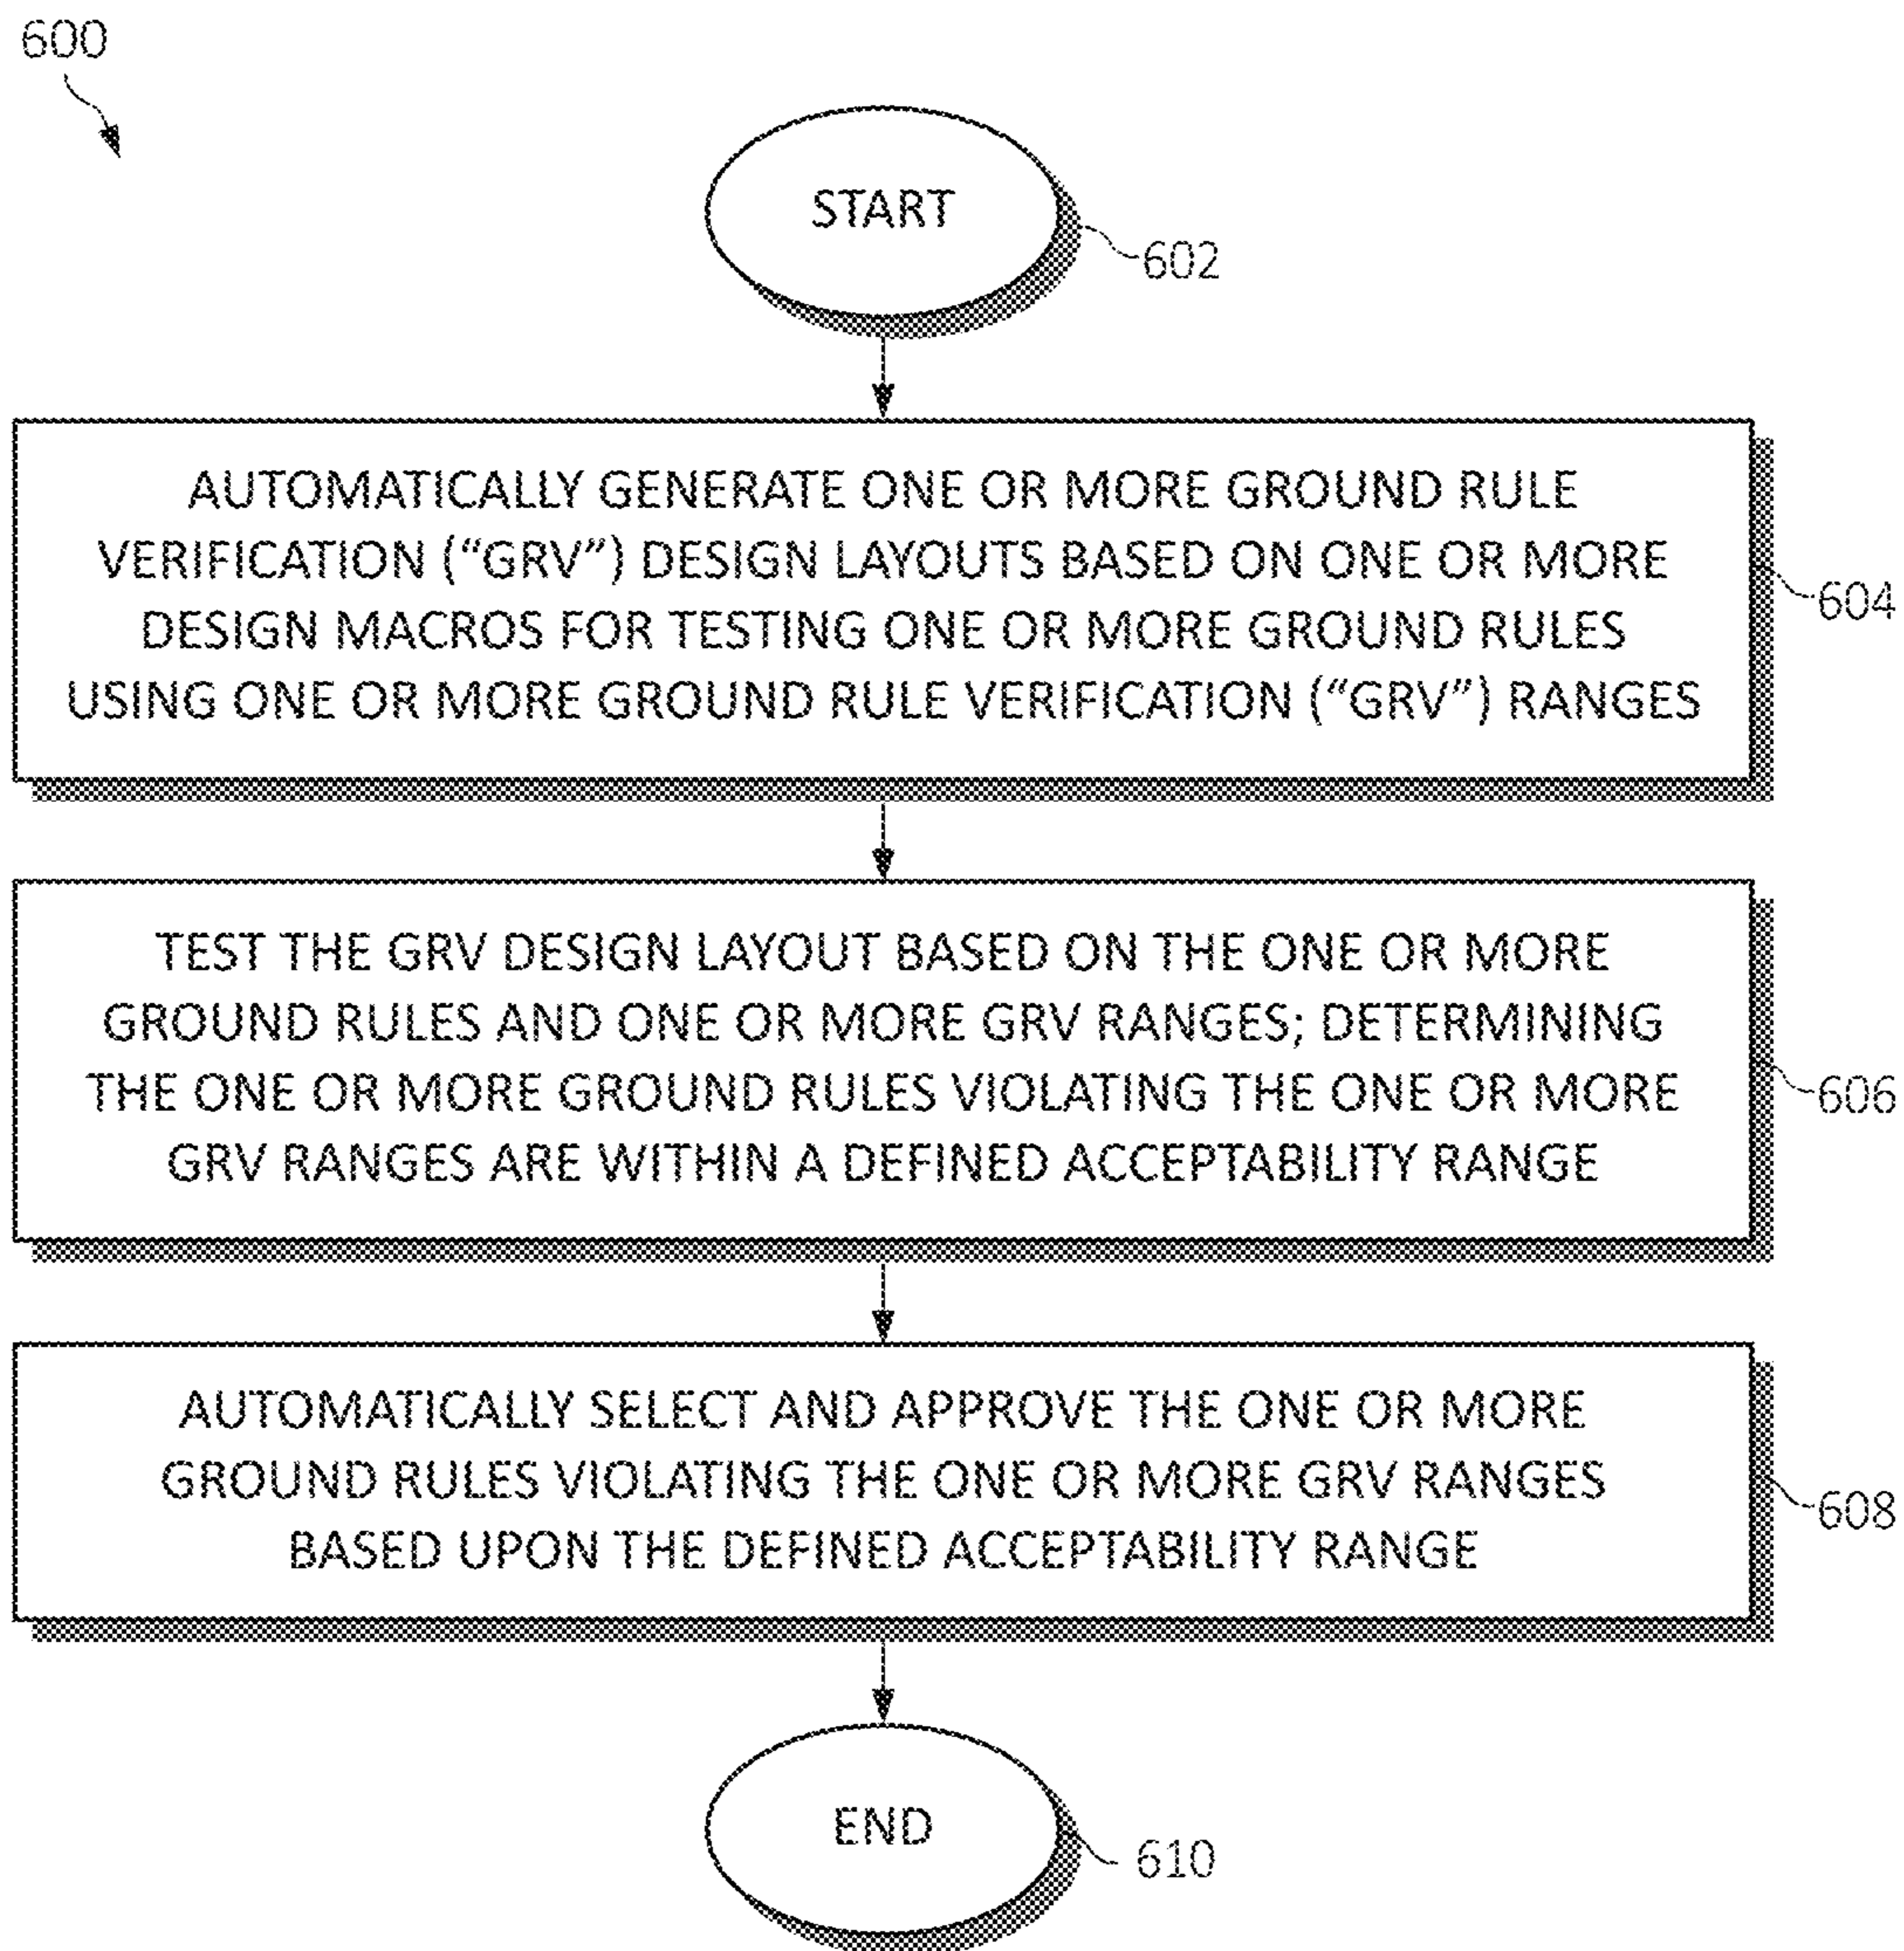 600
START
602
AUTOMATICALLY GENERATE ONE OR MORE GROUND RULE
VERIFICATION (“GRV”) DESIGN LAYOUTS BASED ON ONE OR MORE
DESIGN MACROS FOR TESTING ONE OR MORE GROUND RULES
USING ONE OR MORE GROUND RULE VERIFICATION (“GRV”) RANGES
604
TEST THE GRV DESIGN LAYOUT BASED ON THE ONE OR MORE
GROUND RULES AND ONE OR MORE GRV RANGES; DETERMINING
THE ONE OR MORE GROUND RULES VIOLATING THE ONE OR MORE
GRV RANGES ARE WITHIN A DEFINED ACCEPTABILITY RANGE
606
AUTOMATICALLY SELECT AND APPROVE THE ONE OR MORE
GROUND RULES VIOLATING THE ONE OR MORE GRV RANGES
BASED UPON THE DEFINED ACCEPTABILITY RANGE
608
END
610